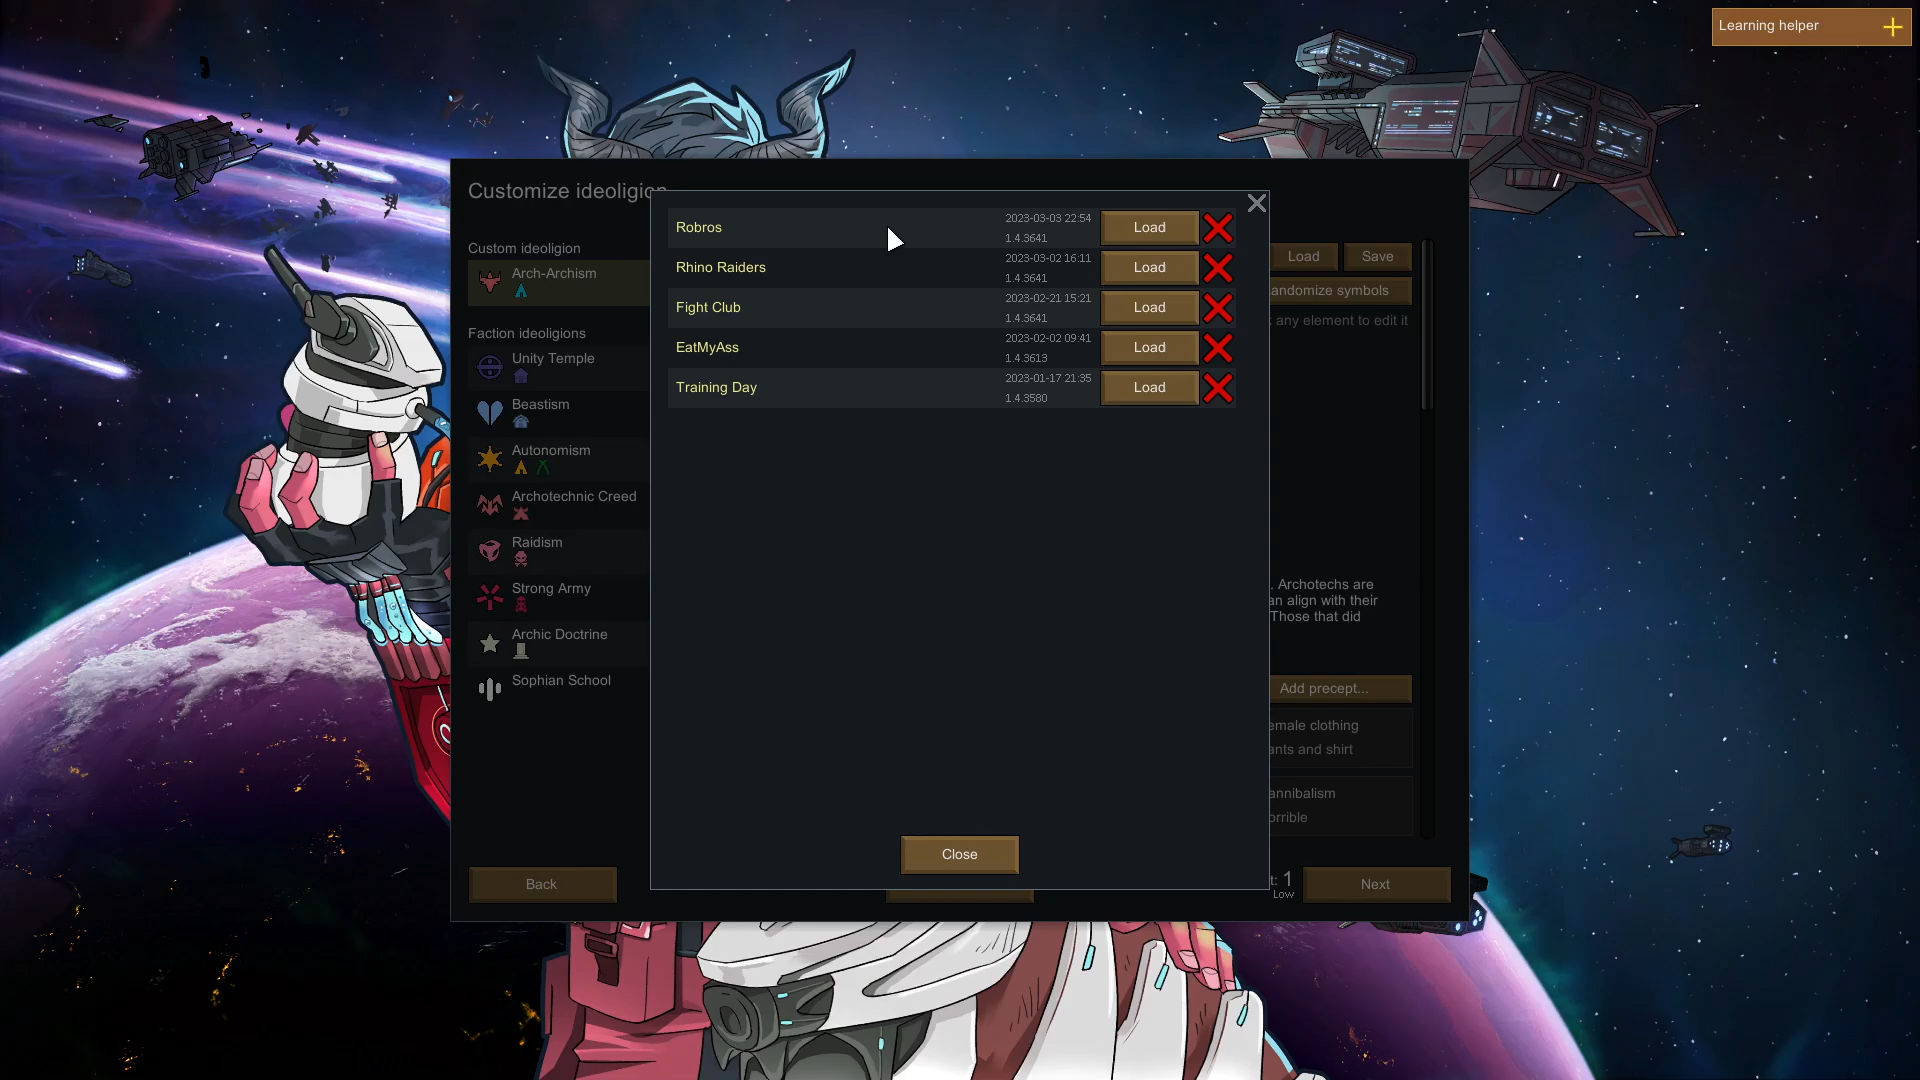 Learning helper
Customize ideoligion
Custom ideoligion
Arch-Archism
Faction ideoligions
Unity Temple
Beastism
Autonomism
Archotechnic Creed
Raidism
Strong Army
Archic Doctrine
Sophian School
Robros 2023-03-03 22:54 Load
1.4.3641
Rhino Raiders 2023-03-02 16:11 Load
1.4.3641
Fight Club 2023-02-21 15:21 Load
1.4.3641
EatMyAss 2023-02-02 09:41 Load
1.4.3613
Training Day 2023-01-17 21:35 Load
1.4.3580
Close
Load Save
andomize symbols
any element to edit it
. Archotechs are
an align with their
Those that did
Add precept...
emale clothing
ants and shirt
annibalism
orrible
Back
t: 1
Low
Next